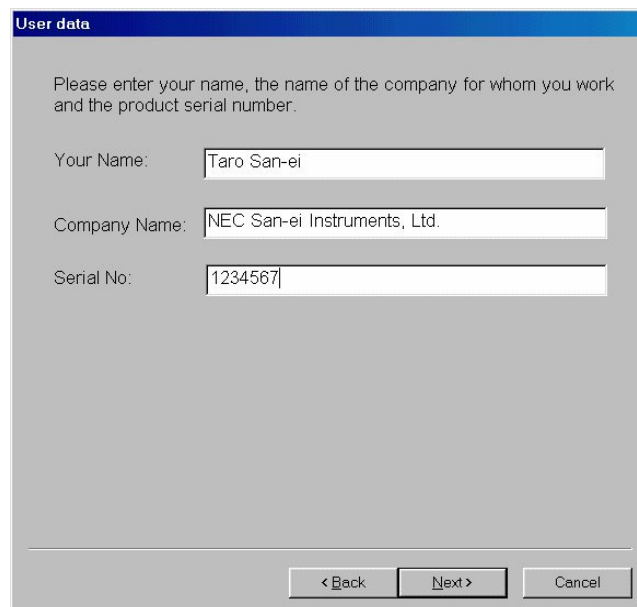 User data
Please enter your name, the name of the company for whom you work
and the product serial number.
Your Name:
Taro San-ei
Company Name:
NEC San-ei Instruments, Ltd.
Serial No:
1234567
< Back
Next >
Cancel